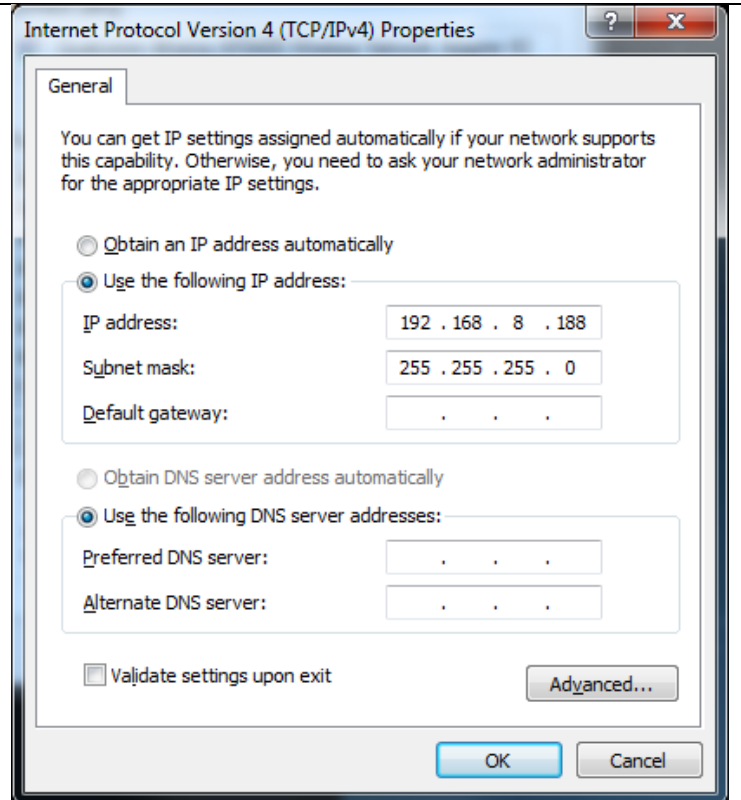 Internet Protocol Version 4 (TCP/IPv4) Properties
?
X
General
You can get IP settings assigned automatically if your network supports
this capability. Otherwise, you need to ask your network administrator
for the appropriate IP settings.
Obtain an IP address automatically
Use the following IP address:
IP address: 192 . 168 . 8 . 188
Subnet mask: 255 . 255 . 255 . 0
Default gateway: . . .
Obtain DNS server address automatically
Use the following DNS server addresses:
Preferred DNS server: . . .
Alternate DNS server: . . .
Validate settings upon exit
Advanced...
OK Cancel